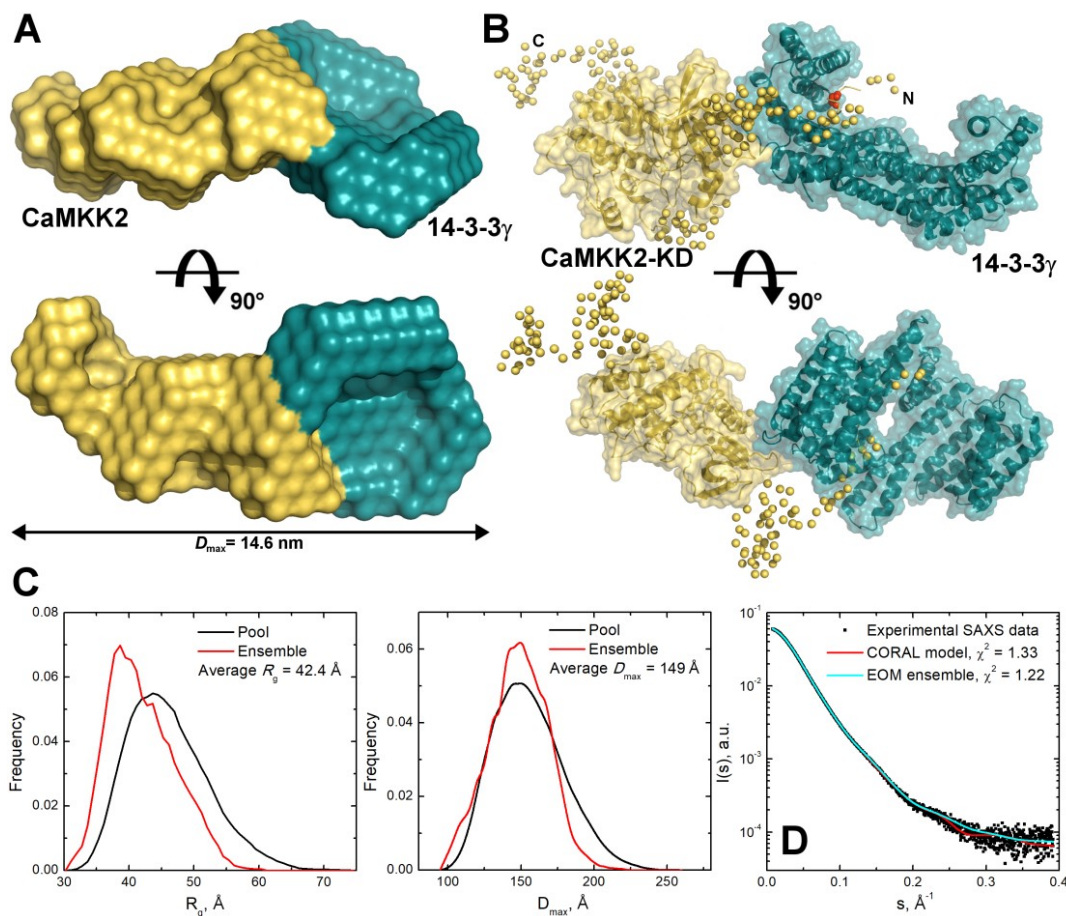 A
CaMKK2
14-3-3γ
90°
Dmax= 14.6 nm
B
C
N
CaMKK2-KD
14-3-3γ
90°
C
0.08
0.06
0.04
0.02
0.00
Frequency
Pool
Ensemble
Average Rg = 42.4 Å
30 40 50 60 70
Rg, Å
0.08
0.06
0.04
0.02
0.00
Frequency
Pool
Ensemble
Average Dmax = 149 Å
100 150 200 250
Dmax, Å
10⁻¹
10⁻²
10⁻³
10⁻⁴
I(s), a.u.
Experimental SAXS data
CORAL model, χ² = 1.33
EOM ensemble, χ² = 1.22
D
0.0 0.1 0.2 0.3 0.4
s, Å⁻¹